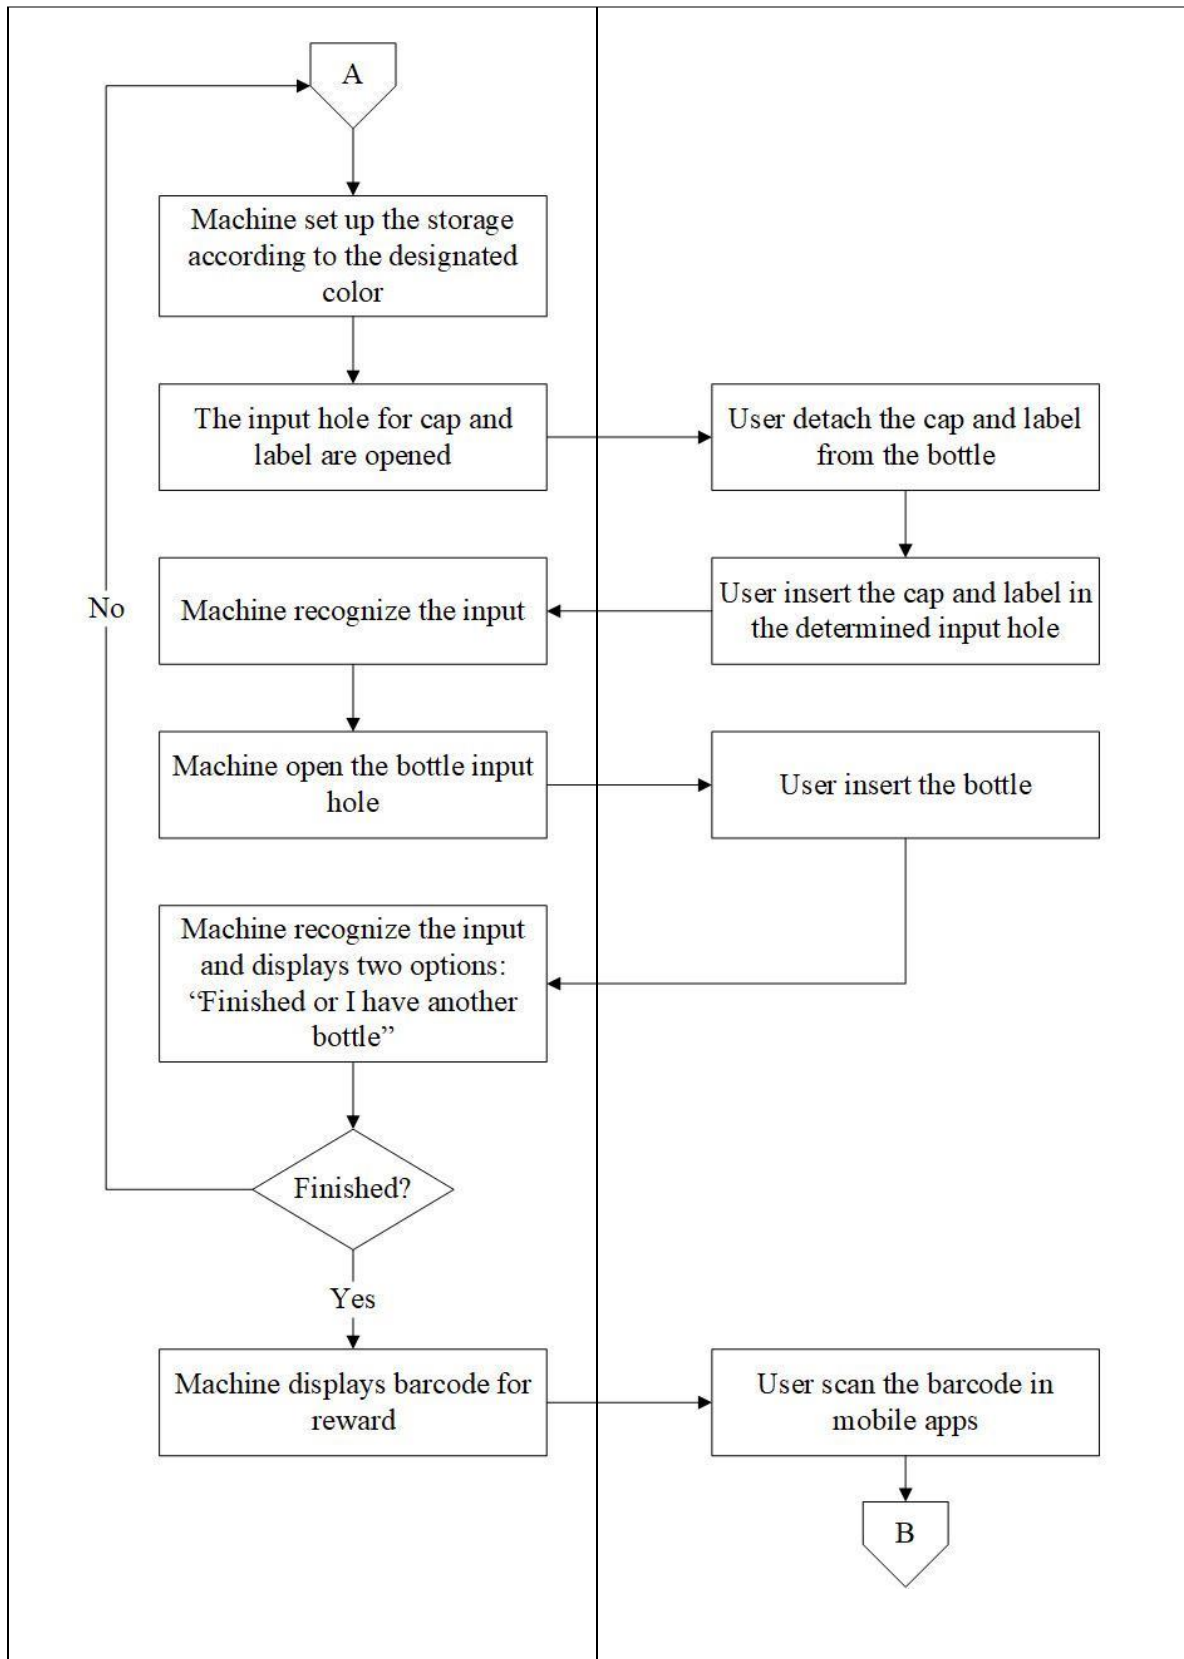 A
Machine set up the storage
according to the designated
color
The input hole for cap and
label are opened
User detach the cap and label
from the bottle
User insert the cap and label in
the determined input hole
Machine recognize the input
No
Machine open the bottle input
hole
User insert the bottle
Machine recognize the input
and displays two options:
“Finished or I have another
bottle”
Finished?
Yes
Machine displays barcode for
reward
User scan the barcode in
mobile apps
B